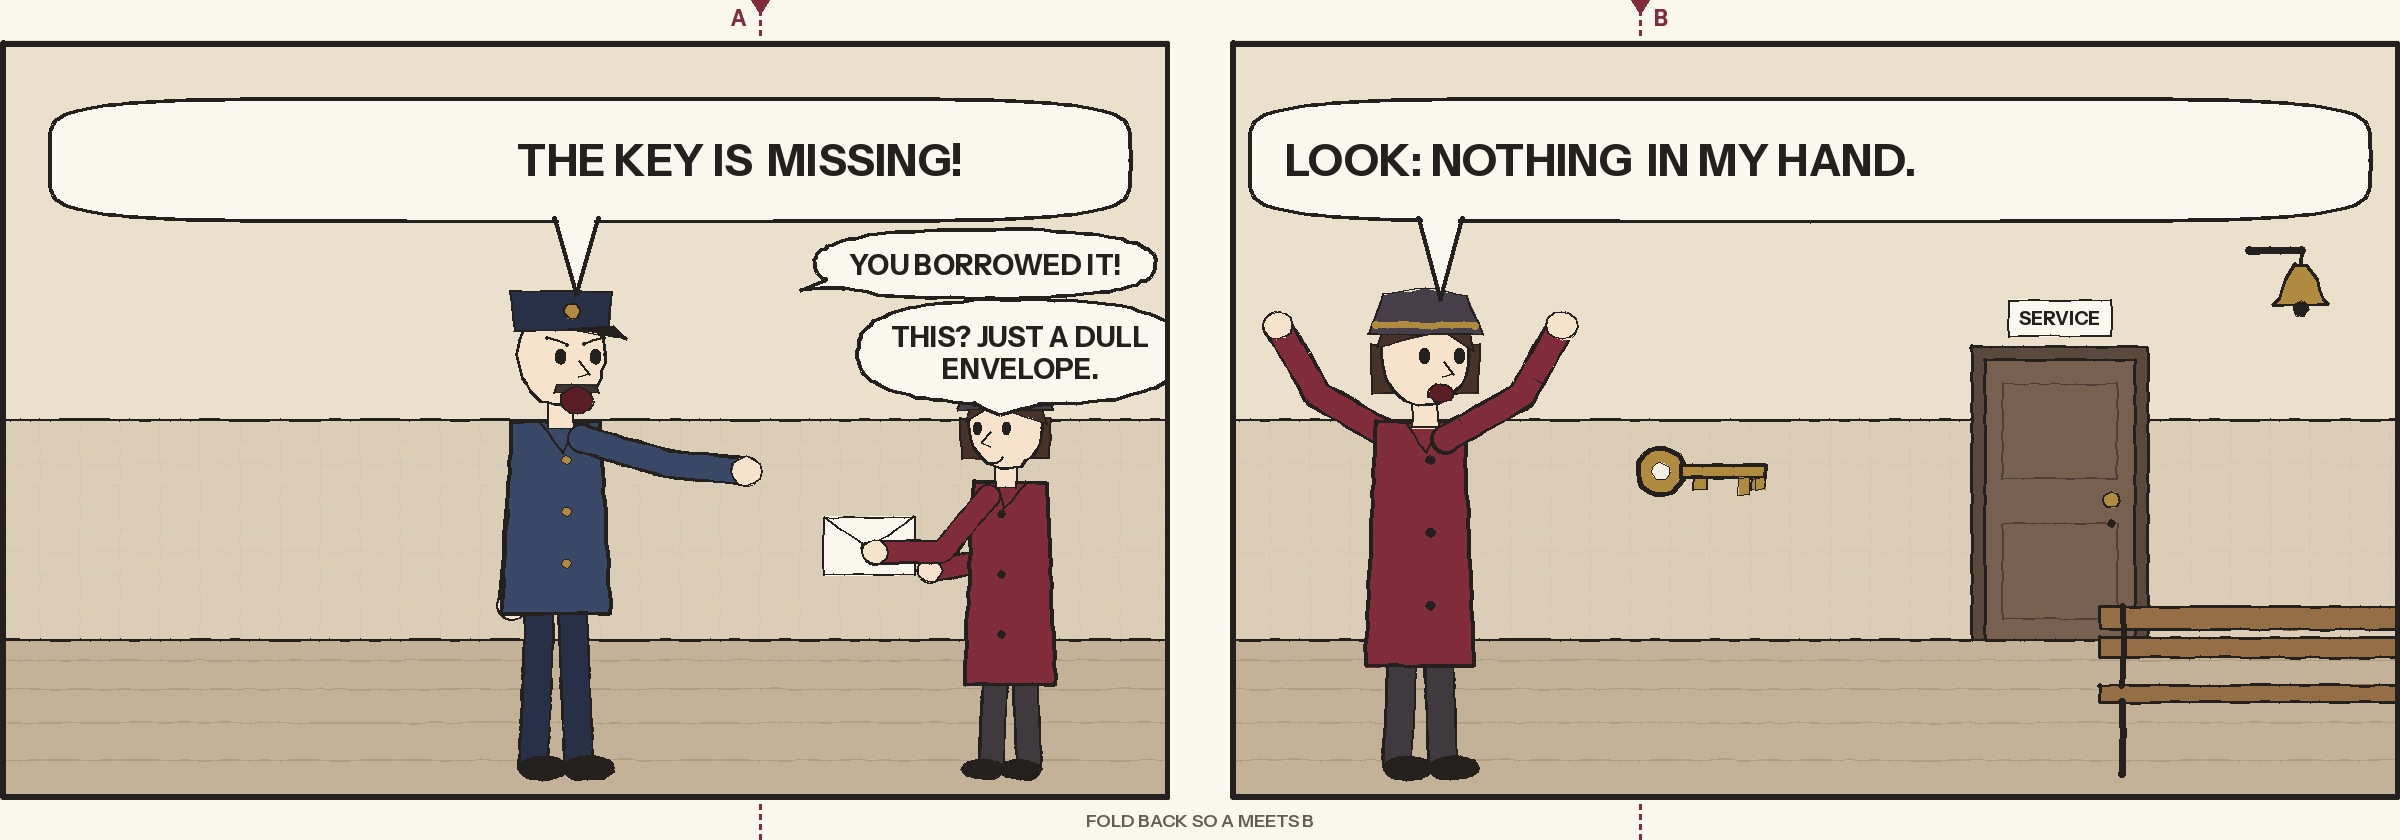 A
B
THE KEY IS MISSING!
YOU BORROWED IT!
THIS? JUST A DULL
ENVELOPE.
LOOK: NOTHING IN MY HAND.
SERVICE
FOLD BACK SO A MEETS B